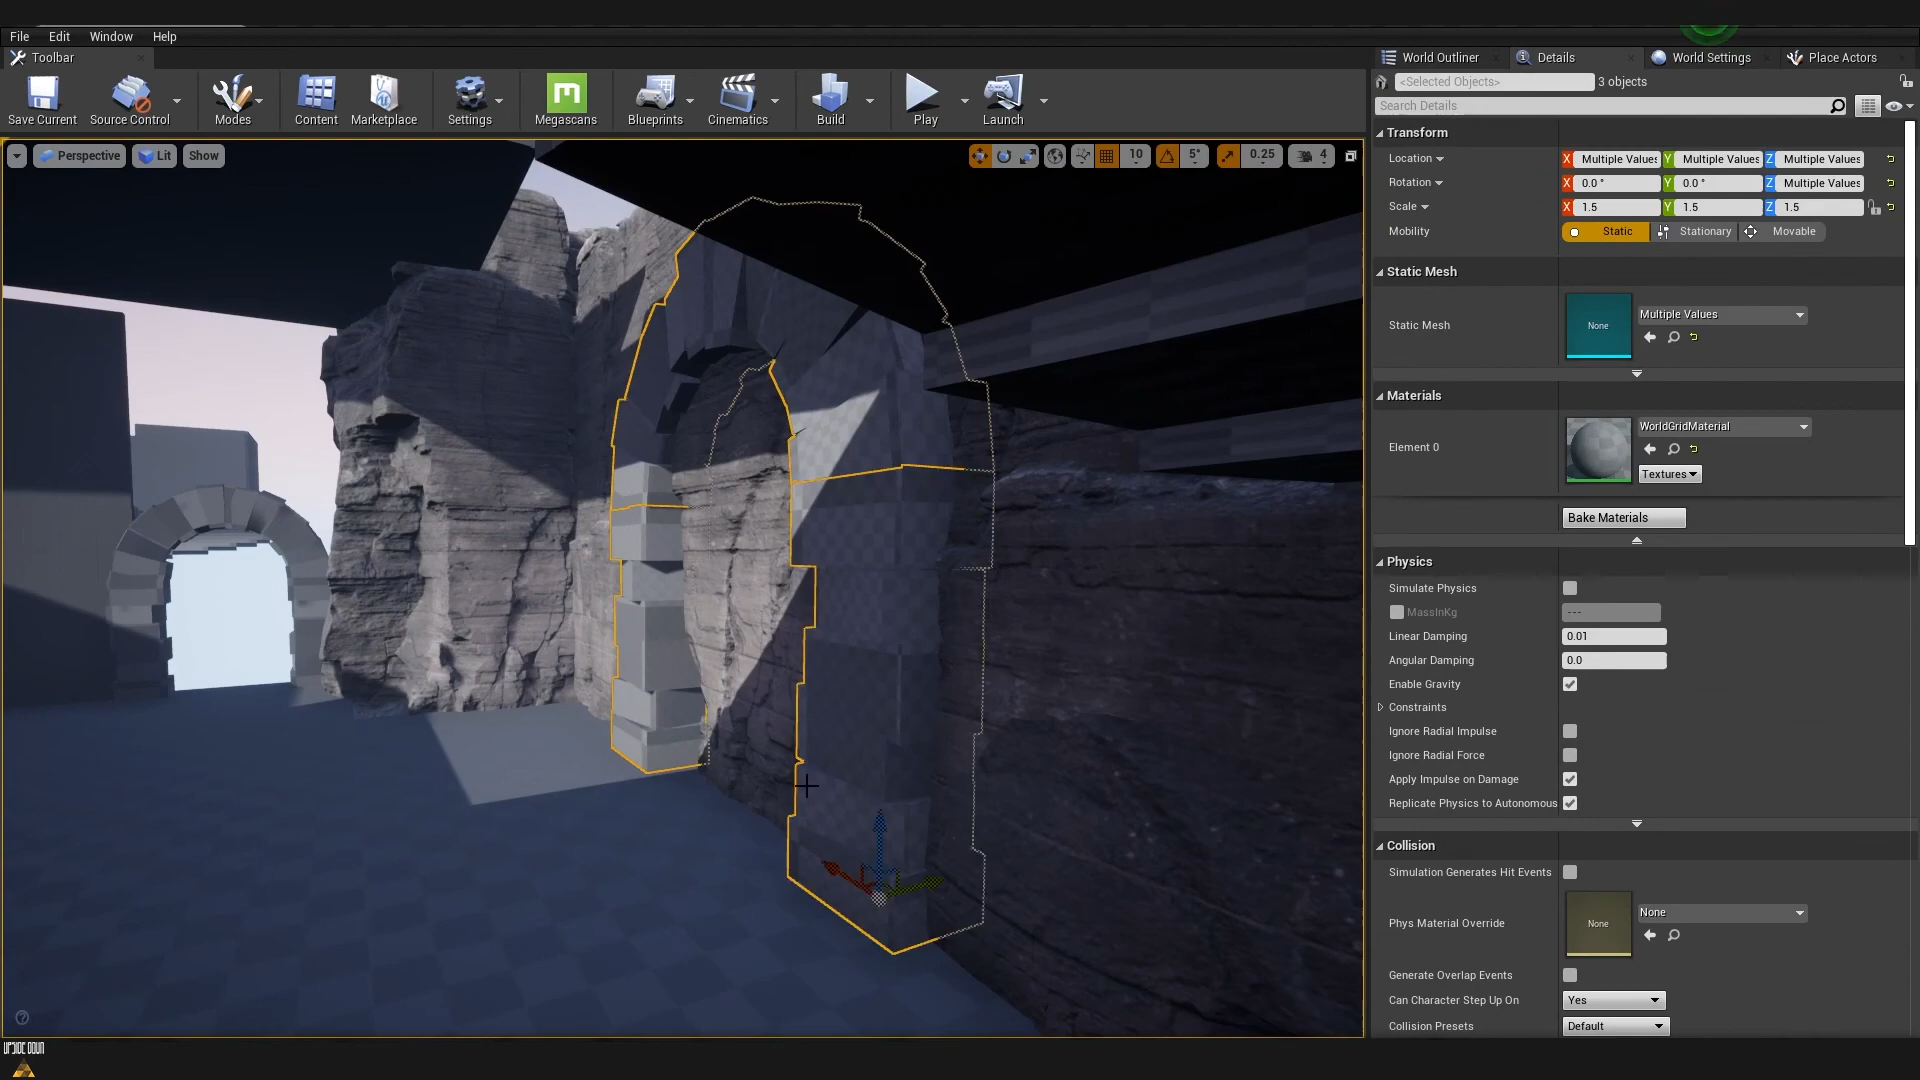 File Edit Window Help
Toolbar
Save Current Source Control Modes Content Marketplace Settings Megascans Blueprints Cinematics Build Play Launch
Perspective Lit Show 10 5° 0.25 4
World Outliner Details World Settings Place Actors
<Selected Objects> 3 objects
Search Details
Transform
Location X Multiple Values Y Multiple Values Z Multiple Values
Rotation X 0.0 ° Y 0.0 ° Z Multiple Values
Scale X 1.5 Y 1.5 Z 1.5
Mobility Static Stationary Movable
Static Mesh
Static Mesh None Multiple Values
Materials
Element 0 WorldGridMaterial
Textures
Bake Materials
Physics
Simulate Physics
MassInKg ---
Linear Damping 0.01
Angular Damping 0.0
Enable Gravity
Constraints
Ignore Radial Impulse
Ignore Radial Force
Apply Impulse on Damage
Replicate Physics to Autonomous
Collision
Simulation Generates Hit Events
Phys Material Override None None
Generate Overlap Events
Can Character Step Up On Yes
Collision Presets Default
UPSIDE DOWN